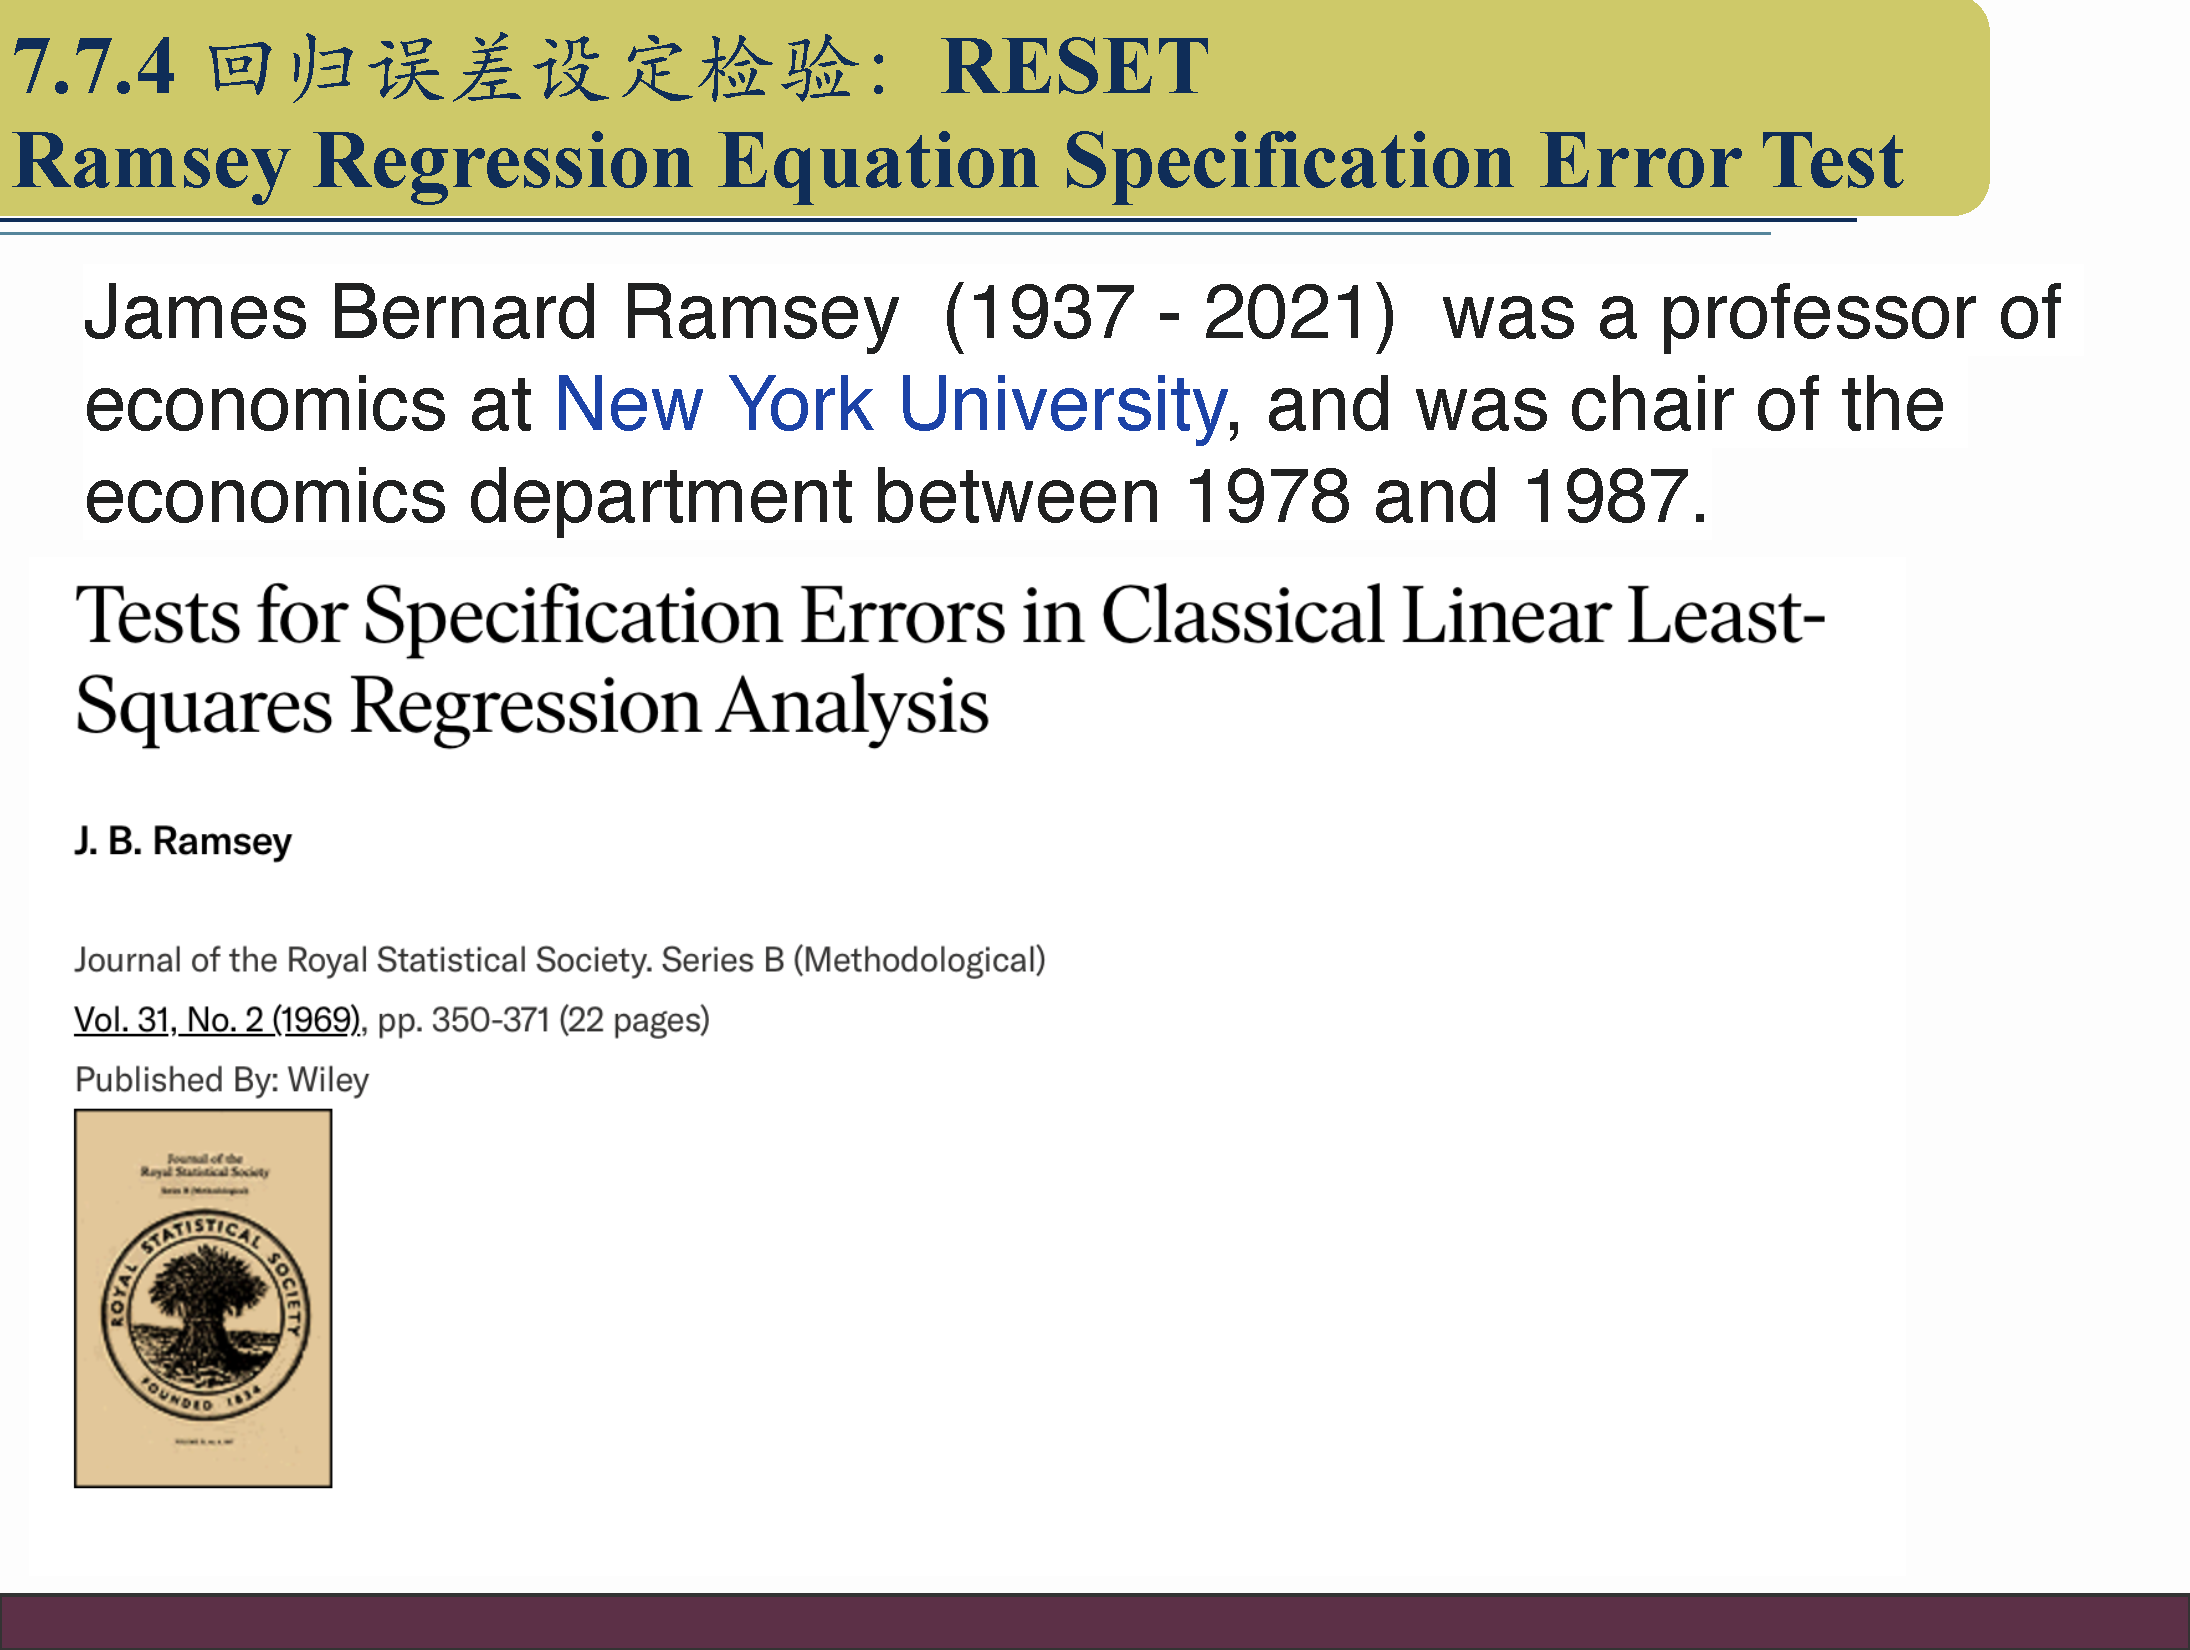 7.7.4 回归误差设定检验：RESET
Ramsey Regression Equation Specification Error Test
James Bernard Ramsey (1937 - 2021) was a professor of
economics at New York University, and was chair of the
economics department between 1978 and 1987.
Tests for Specification Errors in Classical Linear Least-
Squares Regression Analysis
J. B. Ramsey
Journal of the Royal Statistical Society. Series B (Methodological)
Vol. 31, No. 2 (1969), pp. 350-371 (22 pages)
Published By: Wiley
Journal of the
Royal Statistical Society
Series B (Methodological)
ROYAL STATISTICAL SOCIETY
FOUNDED 1834